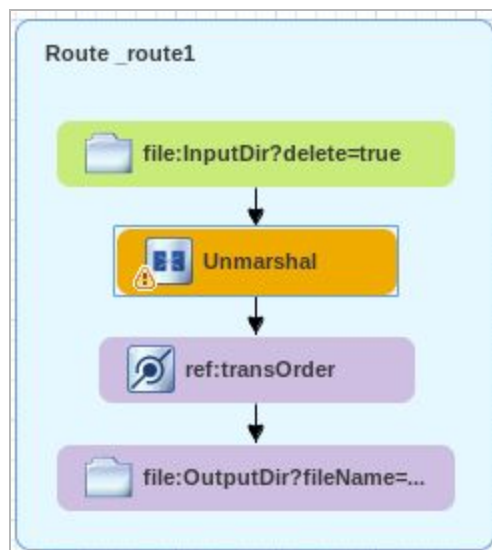 Route _route1
file:InputDir?delete=true
Unmarshal
ref:transOrder
file:OutputDir?fileName=...